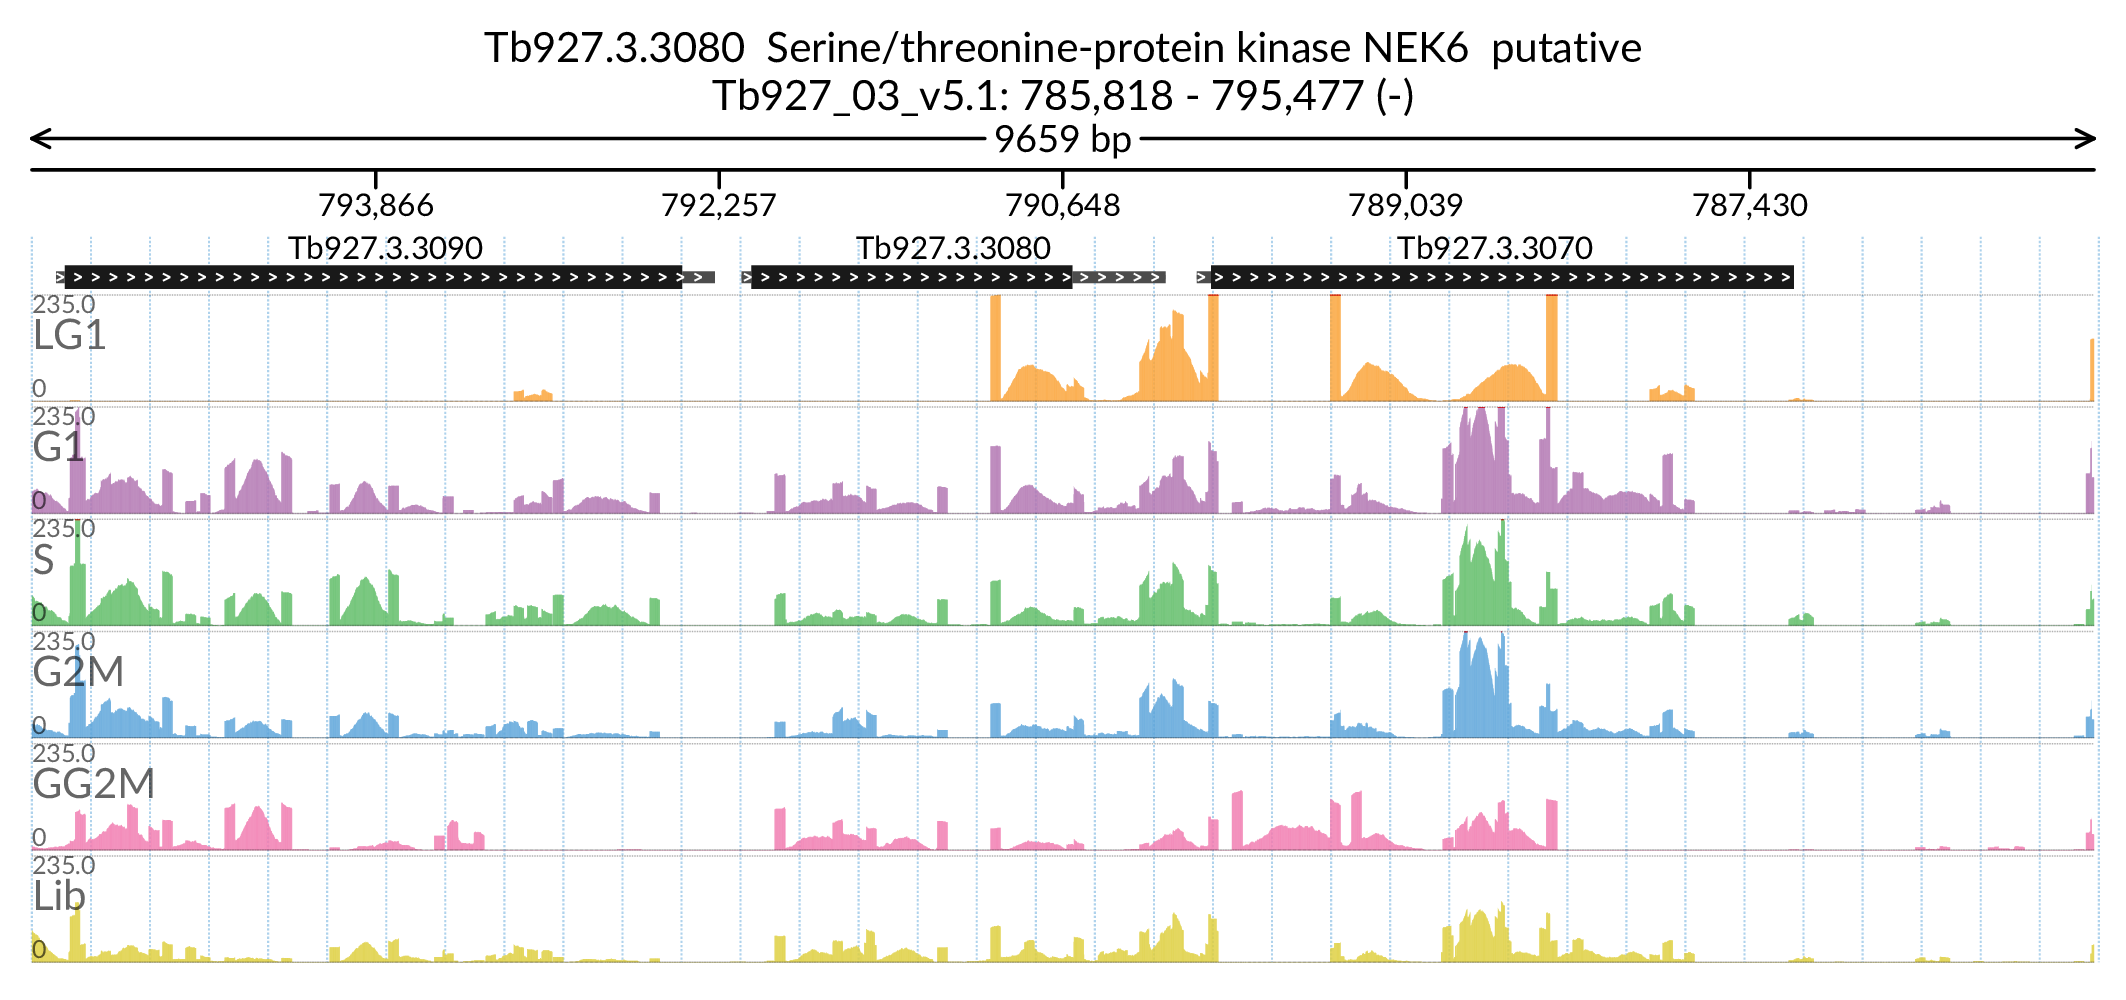 Tb927.3.3080 Serine/threonine-protein kinase NEK6 putative
Tb927_03_v5.1: 785,818 - 795,477 (-)
9659 bp
793,866 792,257 790,648 789,039 787,430
Tb927.3.3090 Tb927.3.3080 Tb927.3.3070
235.0
LG1
0
235.0
G1
0
235.0
S
0
235.0
G2M
0
235.0
GG2M
0
235.0
Lib
0